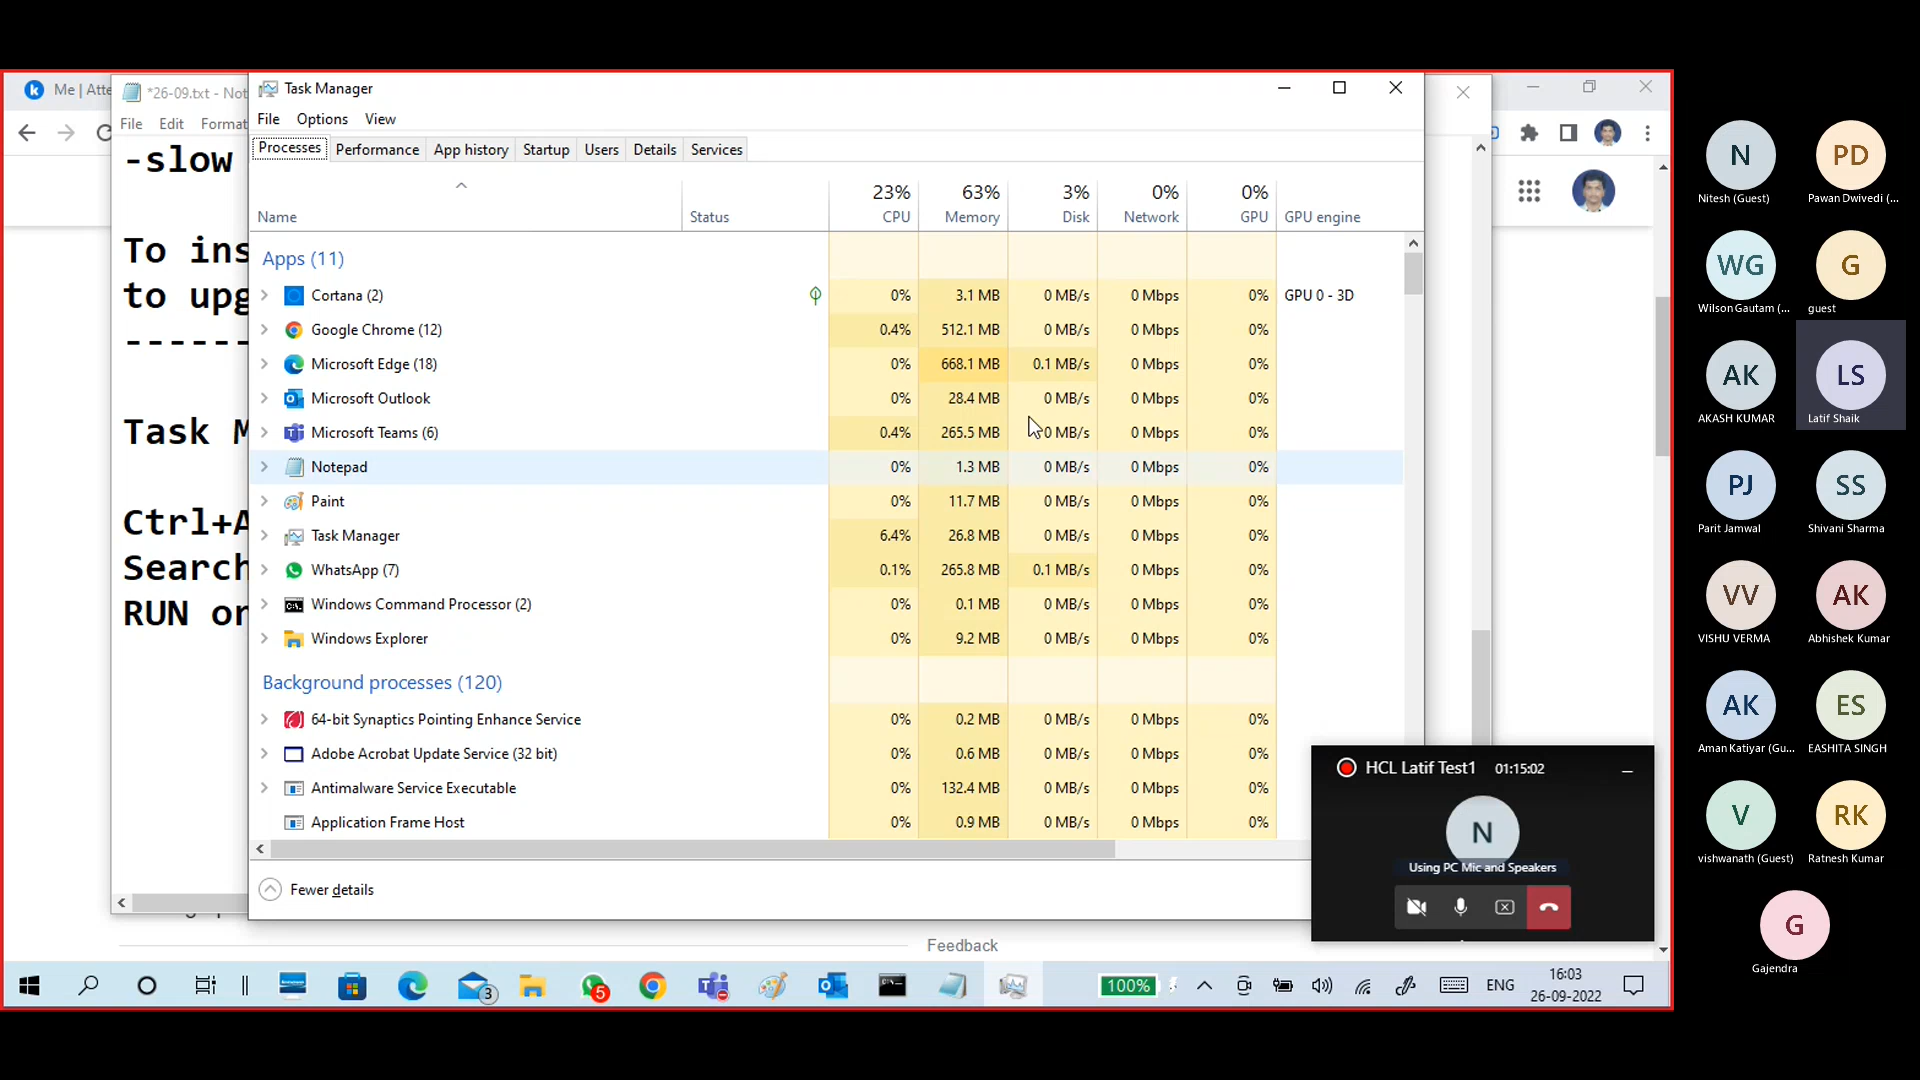 Me | Atte
*26-09.txt - Not
File Edit Format
-slow
To ins
to upg
------
Task M
Ctrl+A
Search
RUN or
Task Manager
File Options View
Processes Performance App history Startup Users Details Services
23% 63% 3% 0% 0%
Name Status CPU Memory Disk Network GPU GPU engine
Apps (11)
Cortana (2) 0% 3.1 MB 0 MB/s 0 Mbps 0% GPU 0 - 3D
Google Chrome (12) 0.4% 512.1 MB 0 MB/s 0 Mbps 0%
Microsoft Edge (18) 0% 668.1 MB 0.1 MB/s 0 Mbps 0%
Microsoft Outlook 0% 28.4 MB 0 MB/s 0 Mbps 0%
Microsoft Teams (6) 0.4% 265.5 MB 0 MB/s 0 Mbps 0%
Notepad 0% 1.3 MB 0 MB/s 0 Mbps 0%
Paint 0% 11.7 MB 0 MB/s 0 Mbps 0%
Task Manager 6.4% 26.8 MB 0 MB/s 0 Mbps 0%
WhatsApp (7) 0.1% 265.8 MB 0.1 MB/s 0 Mbps 0%
Windows Command Processor (2) 0% 0.1 MB 0 MB/s 0 Mbps 0%
Windows Explorer 0% 9.2 MB 0 MB/s 0 Mbps 0%
Background processes (120)
64-bit Synaptics Pointing Enhance Service 0% 0.2 MB 0 MB/s 0 Mbps 0%
Adobe Acrobat Update Service (32 bit) 0% 0.6 MB 0 MB/s 0 Mbps 0%
Antimalware Service Executable 0% 132.4 MB 0 MB/s 0 Mbps 0%
Application Frame Host 0% 0.9 MB 0 MB/s 0 Mbps 0%
Fewer details
Feedback
HCL Latif Test1 01:15:02
N
Using PC Mic and Speakers
3
5
100%
ENG
16:03
26-09-2022
N PD
Nitesh (Guest) Pawan Dwivedi (...
WG G
Wilson Gautam (... guest
AK LS
AKASH KUMAR Latif Shaik
PJ SS
Parit Jamwal Shivani Sharma
VV AK
VISHU VERMA Abhishek Kumar
AK ES
Aman Katiyar (Gu... EASHITA SINGH
V RK
vishwanath (Guest) Ratnesh Kumar
G
Gajendra